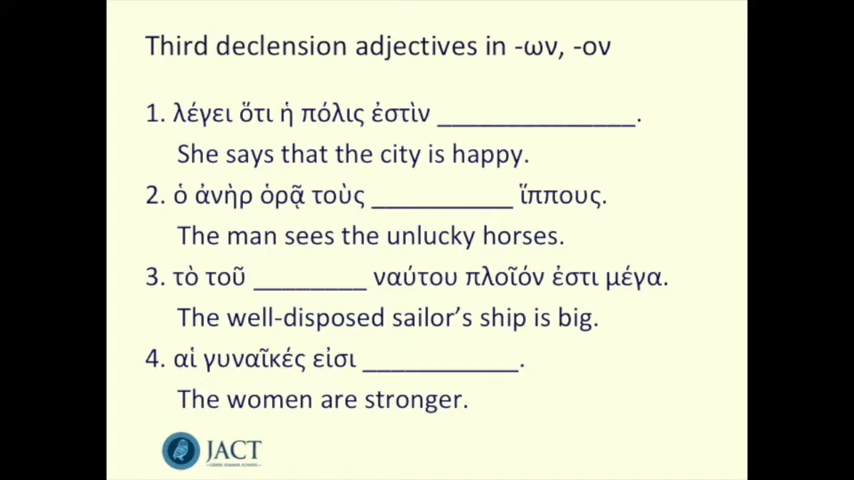 Third declension adjectives in -ων, -ον
1. λέγει ὅτι ἡ πόλις ἐστὶν ______________.
She says that the city is happy.
2. ὁ ἀνὴρ ὁρᾷ τοὺς __________ ἵππους.
The man sees the unlucky horses.
3. τὸ τοῦ ________ ναύτου πλοῖόν ἐστι μέγα.
The well-disposed sailor’s ship is big.
4. αἱ γυναῖκές εἰσι ___________.
The women are stronger.
JACT